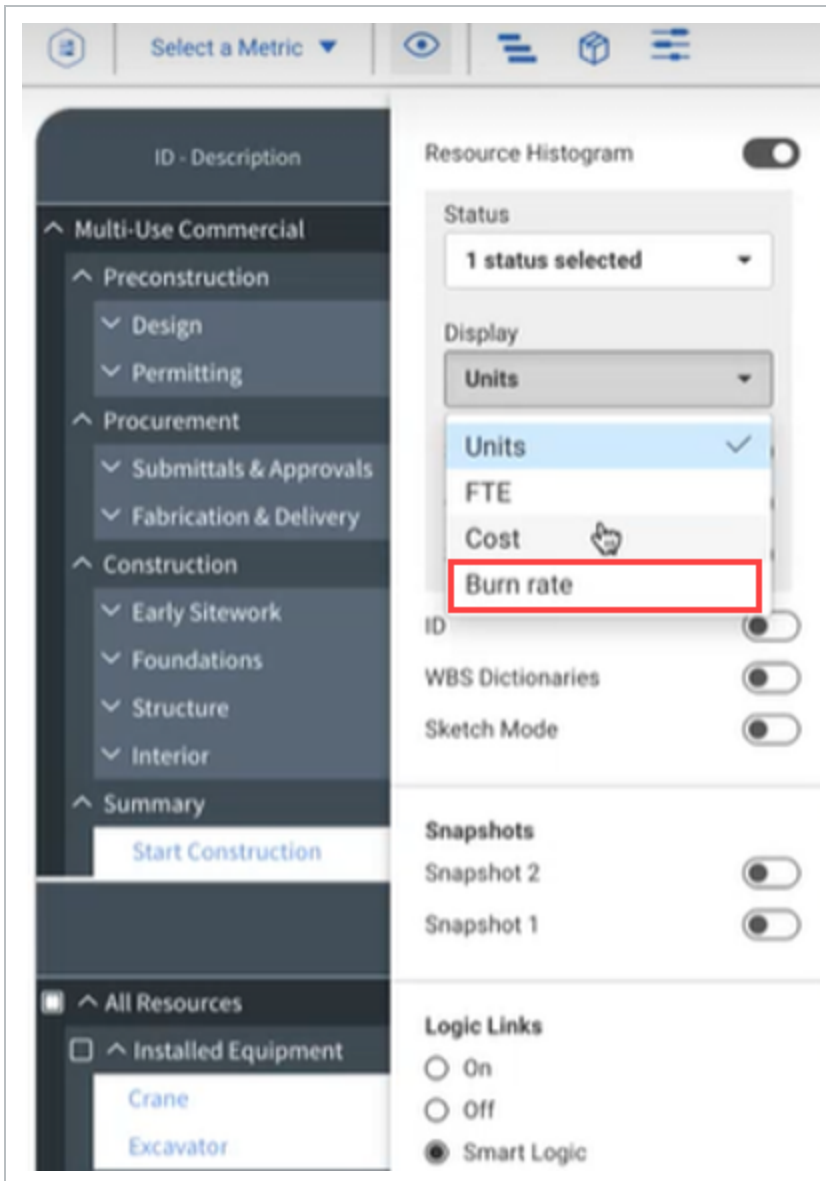 Select a Metric
ID - Description
Multi-Use Commercial
Preconstruction
Design
Permitting
Procurement
Submittals & Approvals
Fabrication & Delivery
Construction
Early Sitework
Foundations
Structure
Interior
Summary
Start Construction
All Resources
Installed Equipment
Crane
Excavator
Resource Histogram
Status
1 status selected
Display
Units
Units
FTE
Cost
Burn rate
ID
WBS Dictionaries
Sketch Mode
Snapshots
Snapshot 2
Snapshot 1
Logic Links
On
Off
Smart Logic